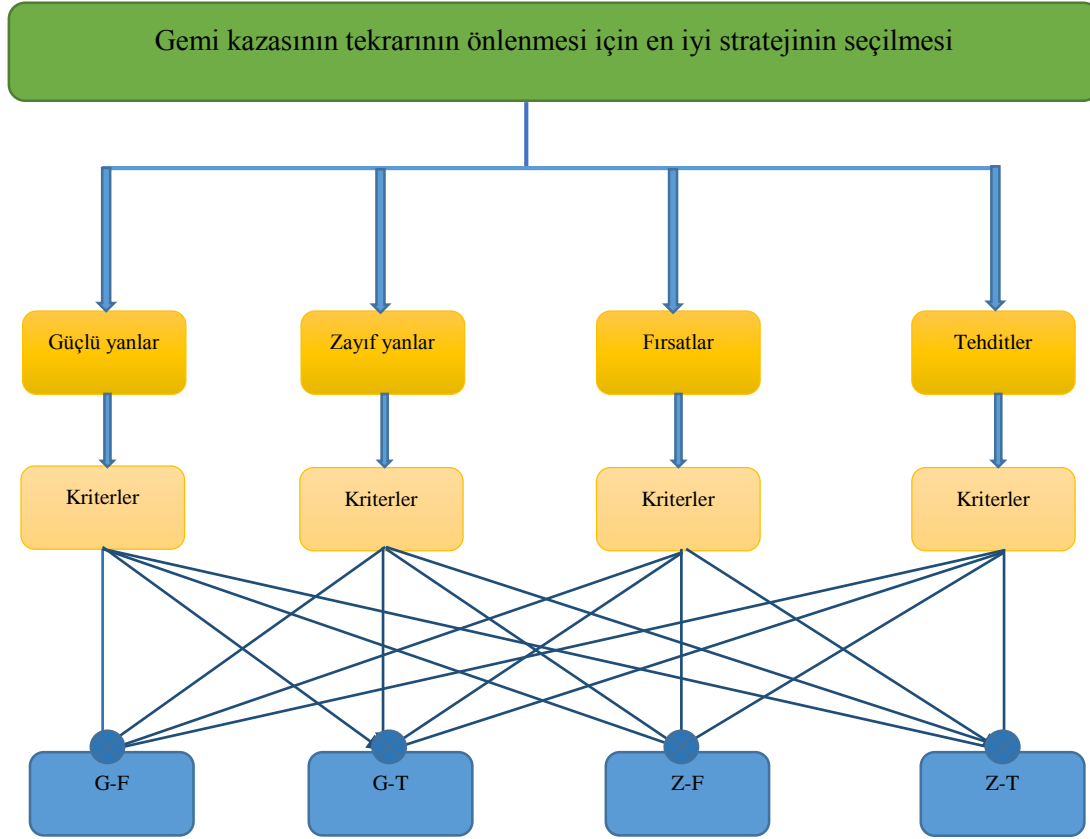 Gemi kazasının tekrarının önlenmesi için en iyi stratejinin seçilmesi
Güçlü yanlar
Zayıf yanlar
Fırsatlar
Tehditler
Kriterler
Kriterler
Kriterler
Kriterler
G-F
G-T
Z-F
Z-T